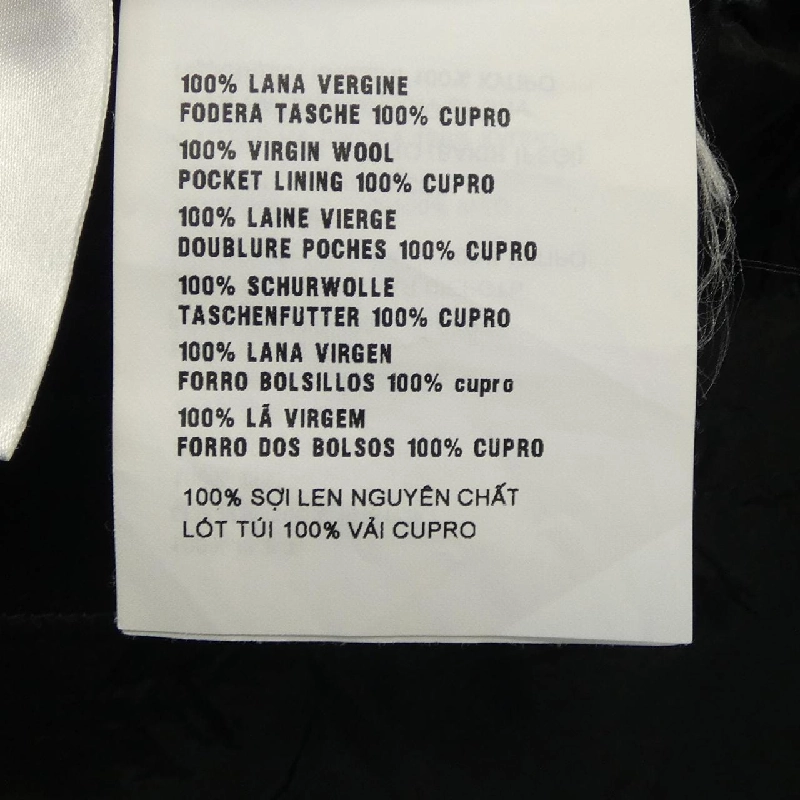 100% LANA VERGINE
FODERA TASCHE 100% CUPRO
100% VIRGIN WOOL
POCKET LINING 100% CUPRO
100% LAINE VIERGE
DOUBLURE POCHES 100% CUPRO
100% SCHURWOLLE
TASCHENFUTTER 100% CUPRO
100% LANA VIRGEN
FORRO BOLSILLOS 100% cupro
100% LÃ VIRGEM
FORRO DOS BOLSOS 100% CUPRO
100% SỢI LEN NGUYÊN CHẤT
LÓT TÚI 100% VẢI CUPRO